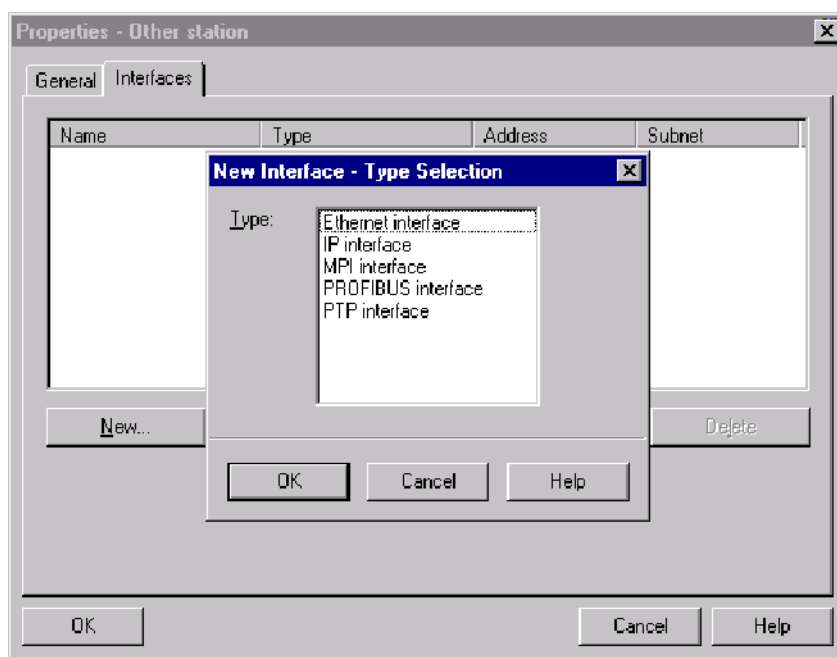 Properties - Other station
General Interfaces
Name Type Address Subnet
New Interface - Type Selection
Type:
Ethernet interface
IP interface
MPI interface
PROFIBUS interface
PTP interface
New... Delete
OK Cancel Help
OK Cancel Help